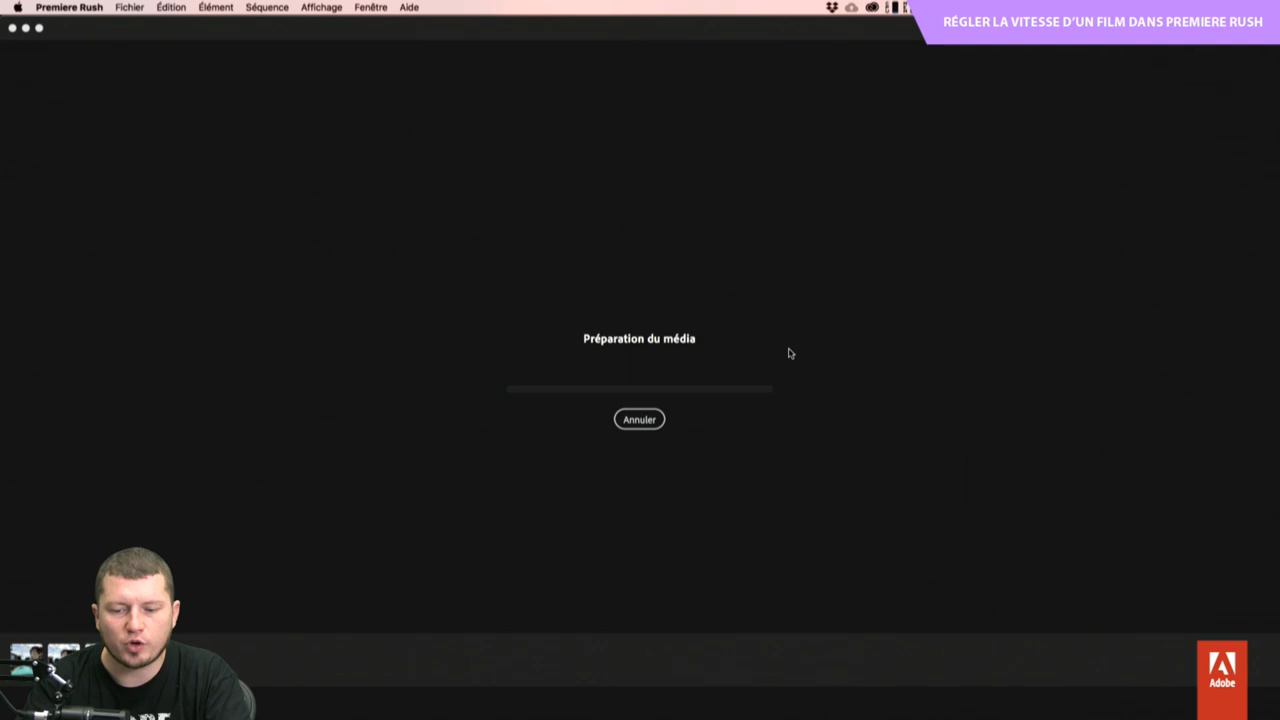 Premiere Rush Fichier Édition Élément Séquence Affichage Fenêtre Aide
RÉGLER LA VITESSE D'UN FILM DANS PREMIERE RUSH
Préparation du média
Annuler
Adobe